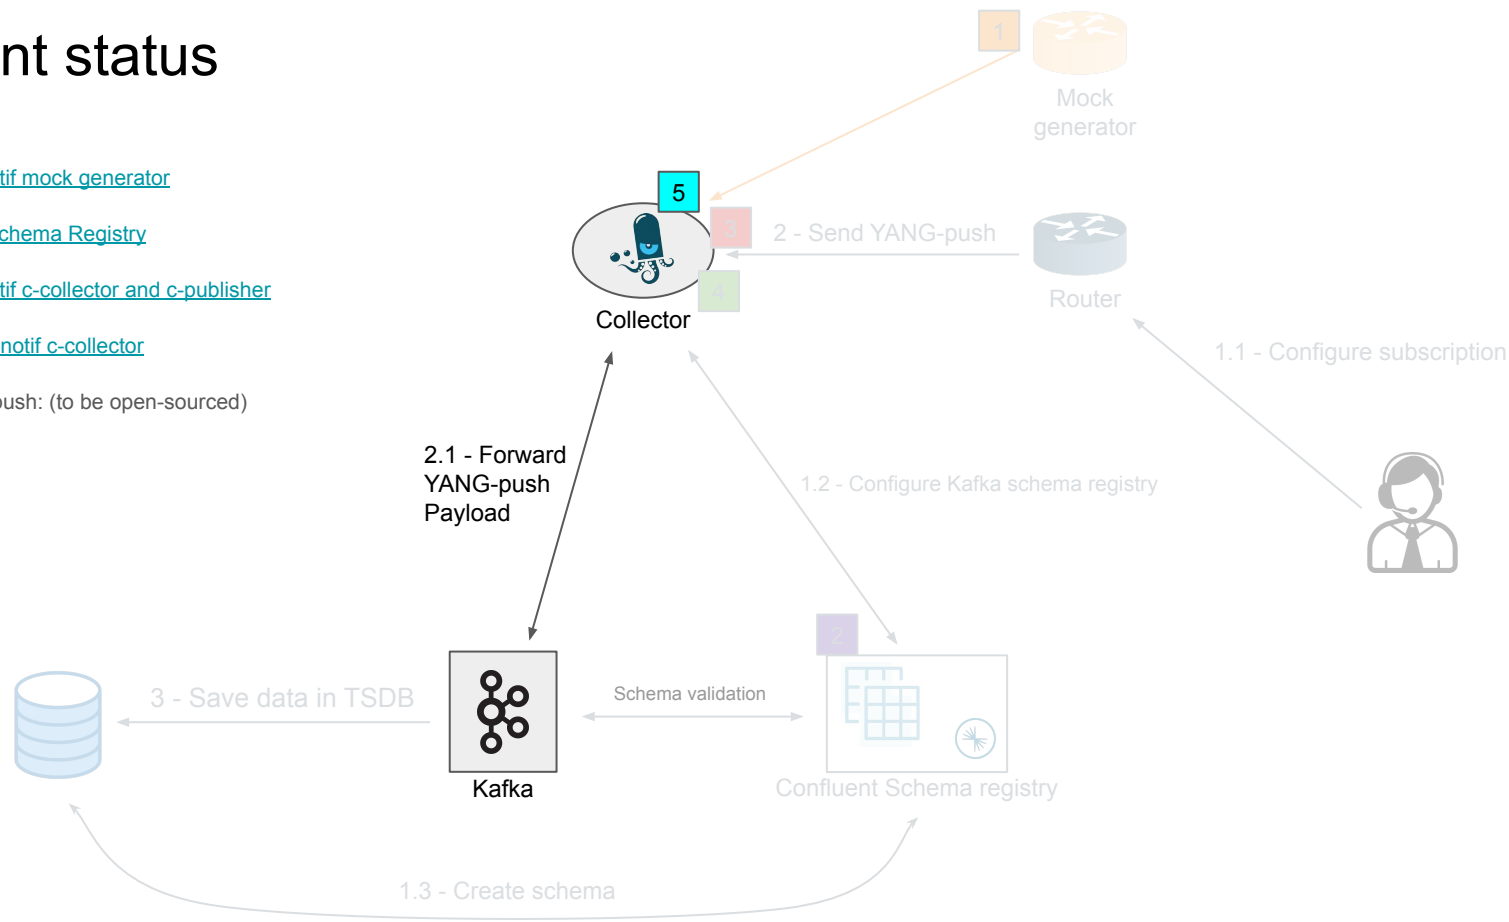 nt status
1
Mock
generator
tif mock generator
5
chema Registry
3
2 - Send YANG-push
tif c-collector and c-publisher
4
Router
Collector
notif c-collector
1.1 - Configure subscription
push: (to be open-sourced)
2.1 - Forward
YANG-push
Payload
1.2 - Configure Kafka schema registry
2
3 - Save data in TSDB
Schema validation
Kafka
Confluent Schema registry
1.3 - Create schema